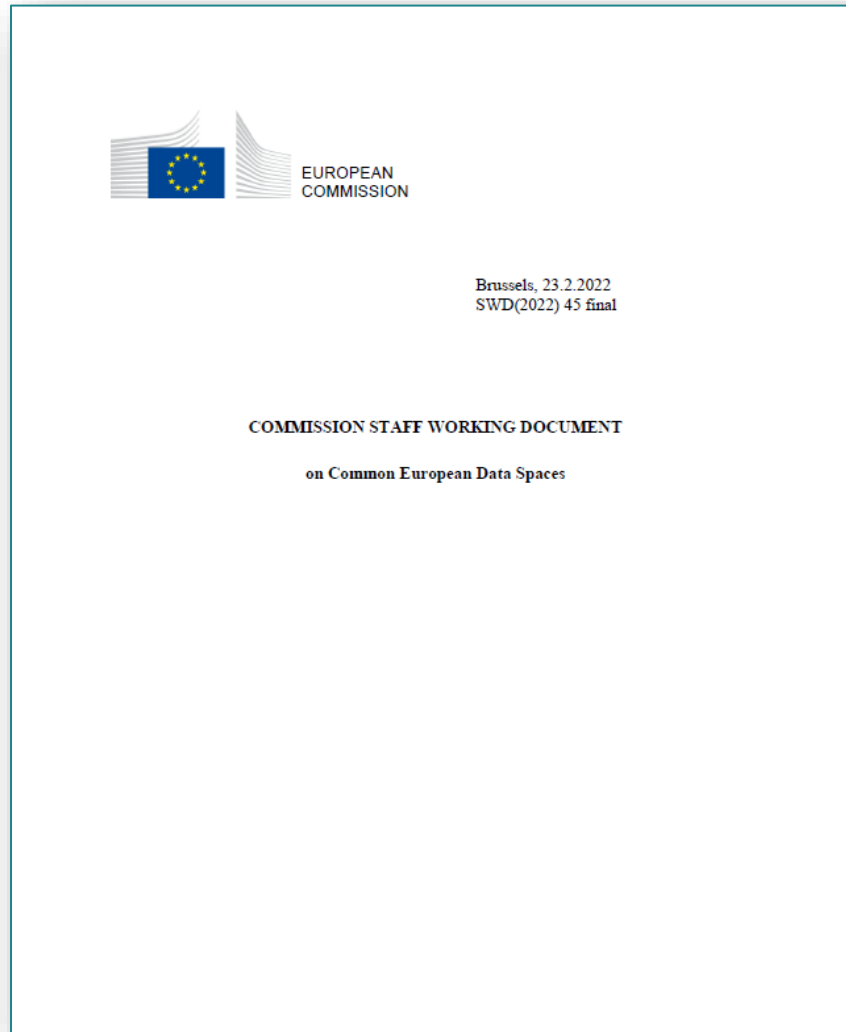 EUROPEAN
COMMISSION
Brussels, 23.2.2022
SWD(2022) 45 final
COMMISSION STAFF WORKING DOCUMENT
on Common European Data Spaces